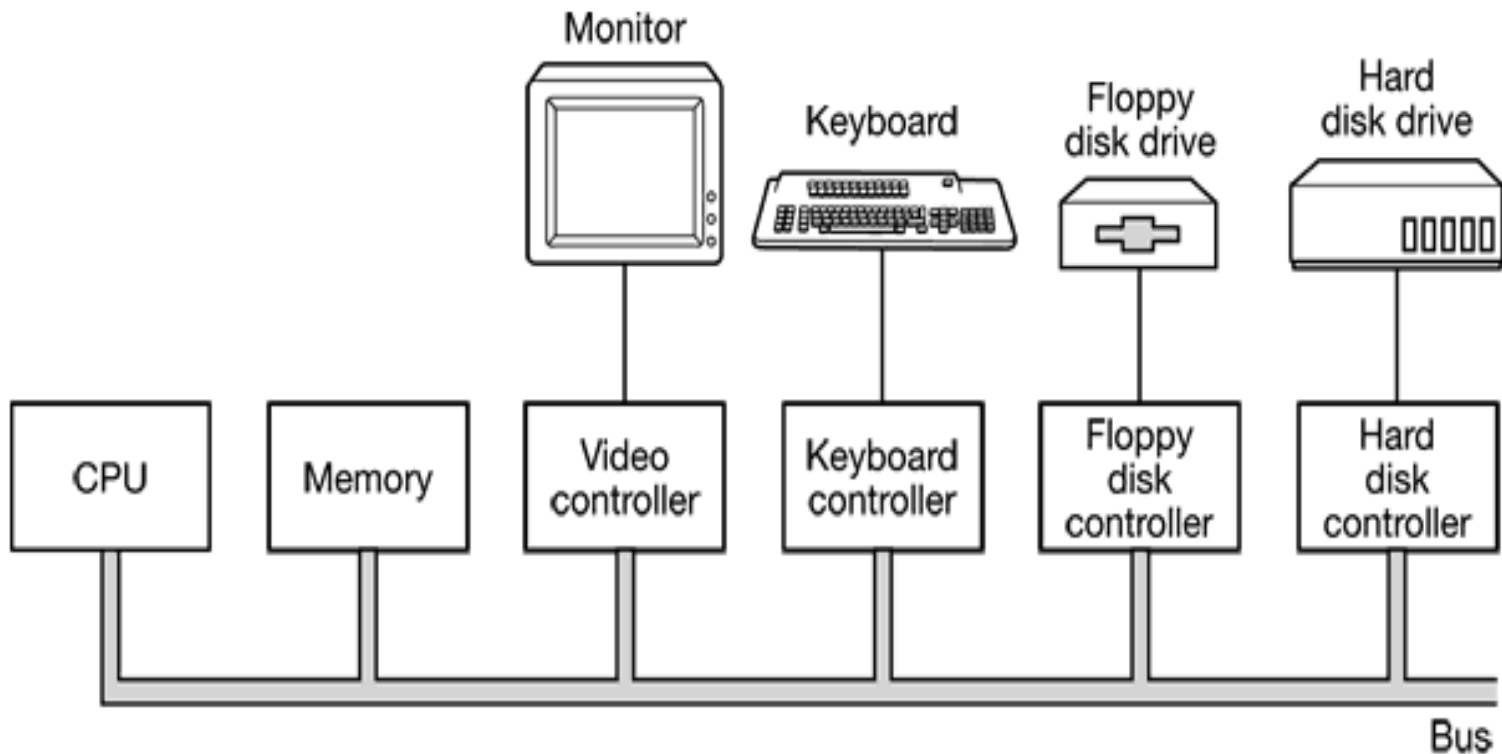 Monitor
Keyboard
Floppy
disk drive
Hard
disk drive
CPU
Memory
Video
controller
Keyboard
controller
Floppy
disk
controller
Hard
disk
controller
Bus